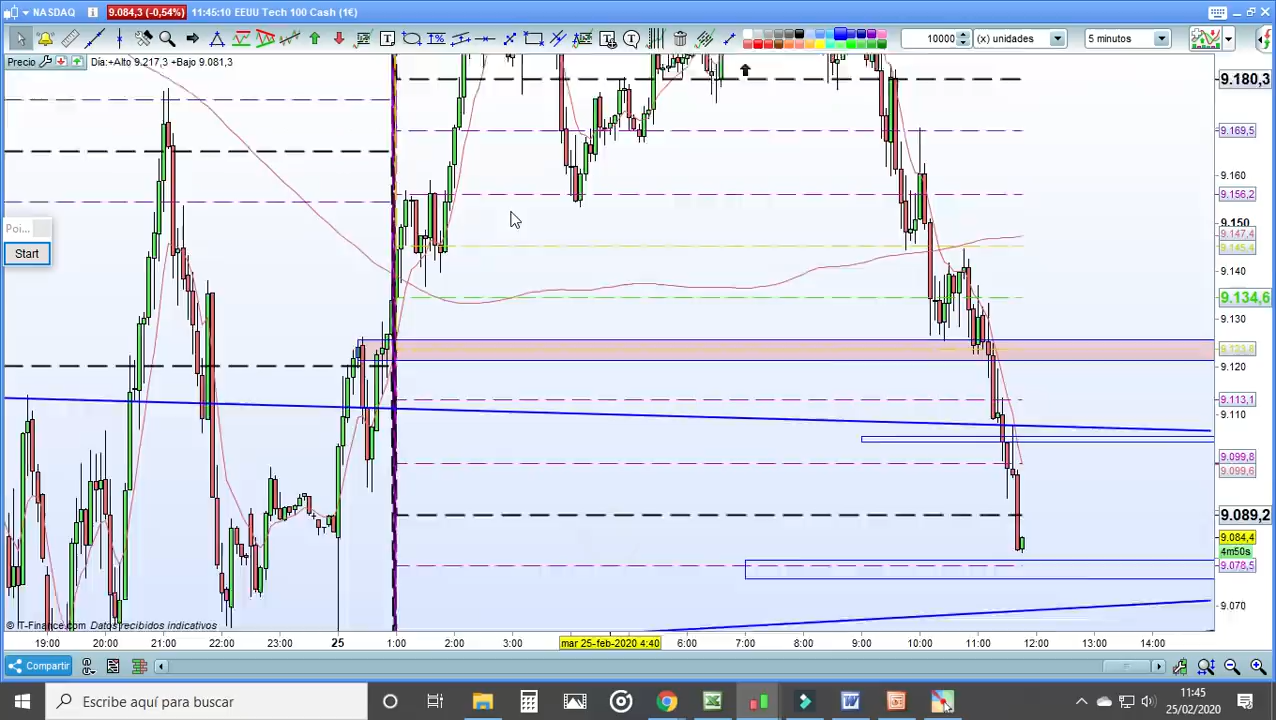 NASDAQ 9.084,3 (-0,54%) 11:45:10 EEUU Tech 100 Cash (1€)
10000 (x) unidades 5 minutos
Precio Día:+Alto 9.217,3 +Bajo 9.081,3
9.180,3
9.169,5
9.160
9.156,2
9.150
9.147,4
9.145,4
9.140
9.134,6
9.130
9.123,8
9.120
9.113,1
9.110
9.099,8
9.099,6
9.089,2
9.084,4
4m50s
9.078,5
9.070
Poi...
Start
© IT-Finance.com Datos recibidos indicativos
19:00 20:00 21:00 22:00 23:00 25 1:00 2:00 3:00 mar 25-feb-2020 4:40 6:00 7:00 8:00 9:00 10:00 11:00 12:00 13:00 14:00
Compartir
Escribe aquí para buscar
11:45
25/02/2020